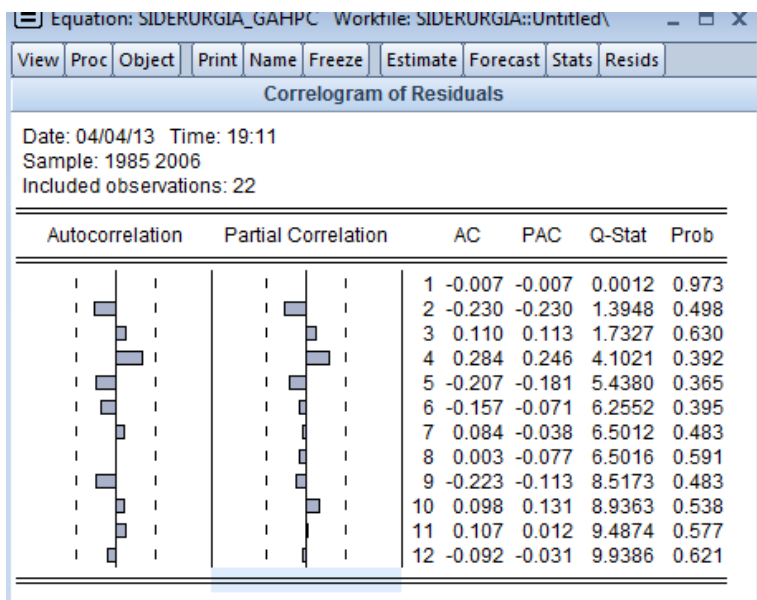 Equation: SIDERURGIA_GAHPC Workfile: SIDERURGIA::Untitled\
View Proc Object Print Name Freeze Estimate Forecast Stats Resids
Correlogram of Residuals
Date: 04/04/13 Time: 19:11
Sample: 1985 2006
Included observations: 22
Autocorrelation Partial Correlation AC PAC Q-Stat Prob
1 -0.007 -0.007 0.0012 0.973
2 -0.230 -0.230 1.3948 0.498
3 0.110 0.113 1.7327 0.630
4 0.284 0.246 4.1021 0.392
5 -0.207 -0.181 5.4380 0.365
6 -0.157 -0.071 6.2552 0.395
7 0.084 -0.038 6.5012 0.483
8 0.003 -0.077 6.5016 0.591
9 -0.223 -0.113 8.5173 0.483
10 0.098 0.131 8.9363 0.538
11 0.107 0.012 9.4874 0.577
12 -0.092 -0.031 9.9386 0.621